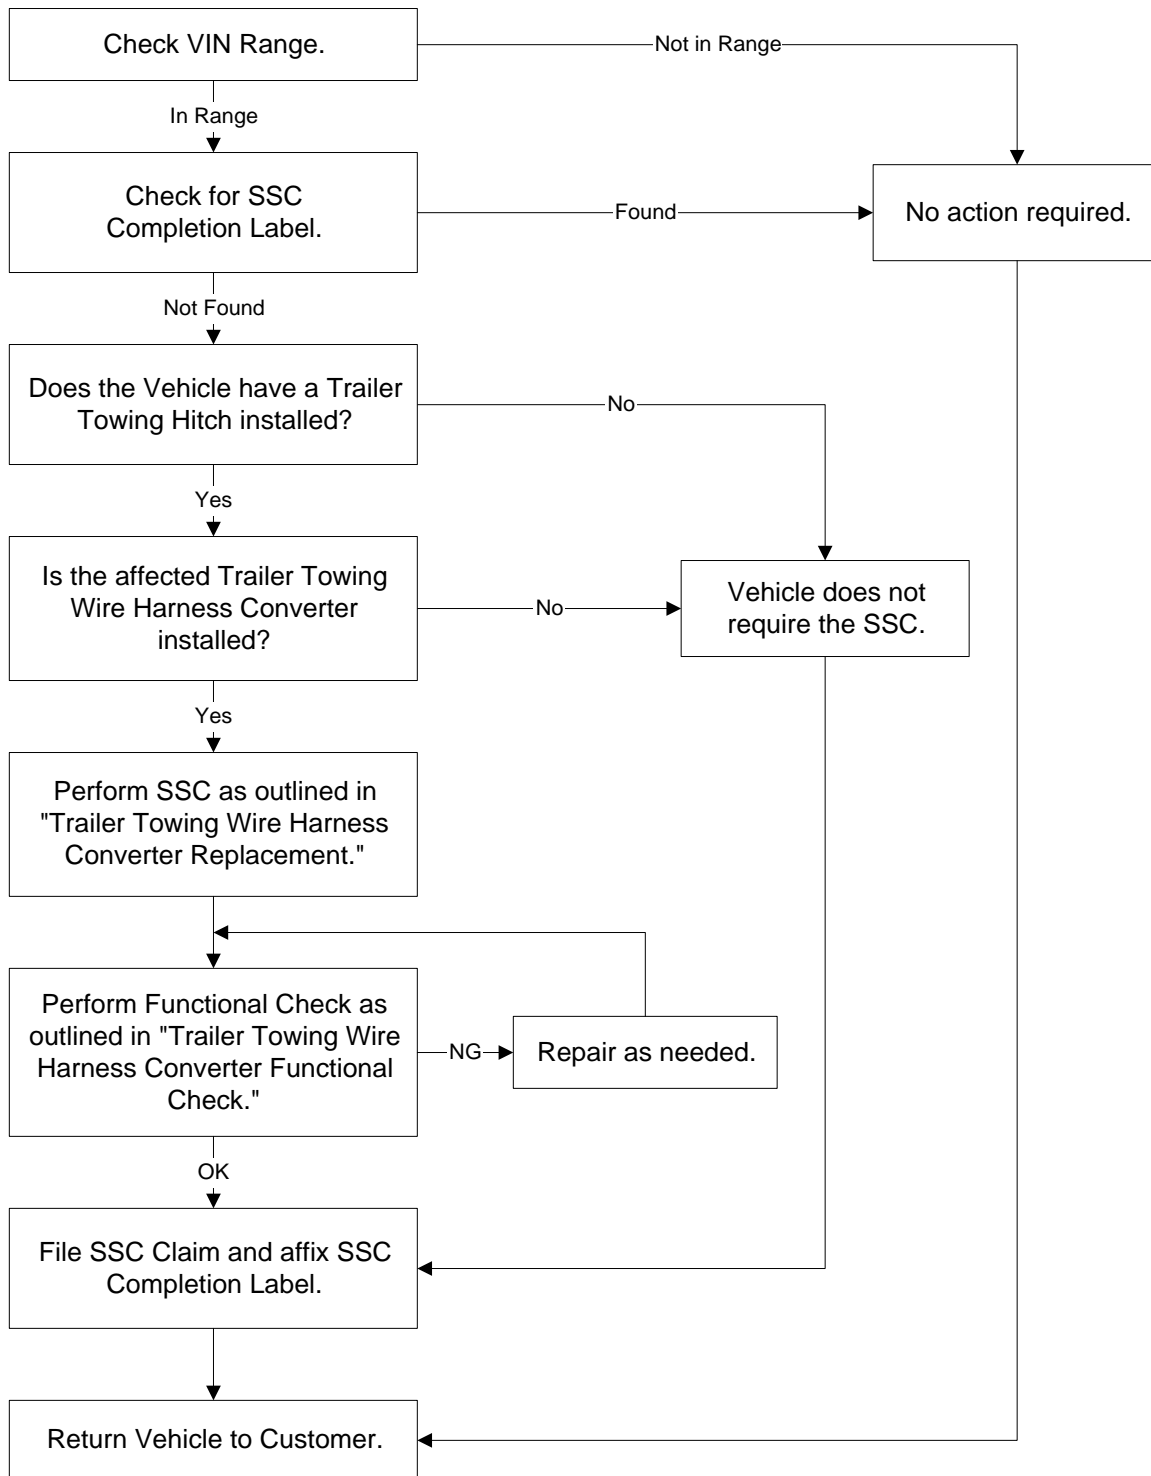 Check VIN Range.
Not in Range
In Range
Check for SSC
Completion Label.
Found
No action required.
Not Found
Does the Vehicle have a Trailer
Towing Hitch installed?
No
Yes
Is the affected Trailer Towing
Wire Harness Converter
installed?
No
Vehicle does not
require the SSC.
Yes
Perform SSC as outlined in
"Trailer Towing Wire Harness
Converter Replacement."
Perform Functional Check as
outlined in "Trailer Towing Wire
Harness Converter Functional
Check."
NG
Repair as needed.
OK
File SSC Claim and affix SSC
Completion Label.
Return Vehicle to Customer.